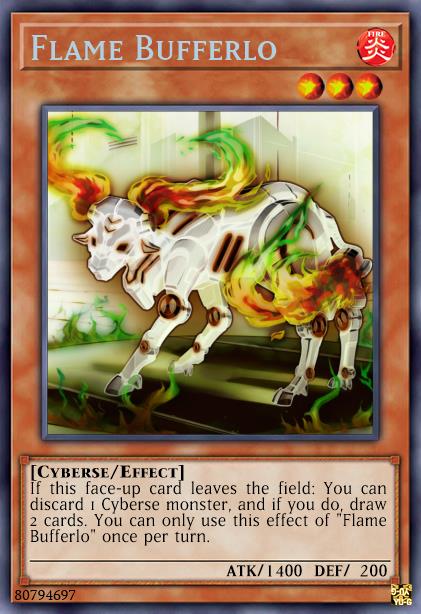 Flame Bufferlo
FIRE
炎
[Cyberse/Effect]
If this face-up card leaves the field: You can
discard 1 Cyberse monster, and if you do, draw
2 cards. You can only use this effect of "Flame
Bufferlo" once per turn.
ATK/1400 DEF/ 200
80794697